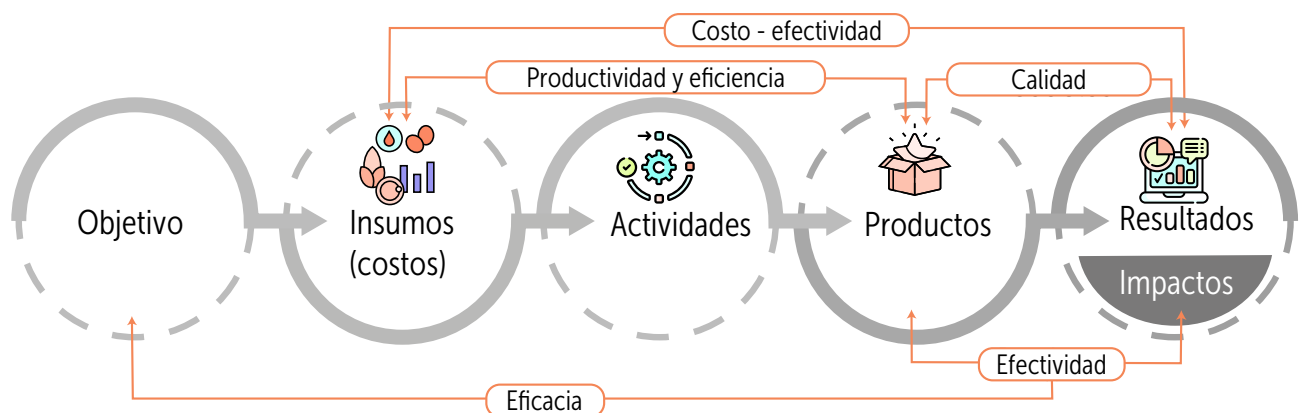 Costo - efectividad
Productividad y eficiencia
Calidad
Objetivo
Insumos
(costos)
Actividades
Productos
Resultados
Impactos
Efectividad
Eficacia